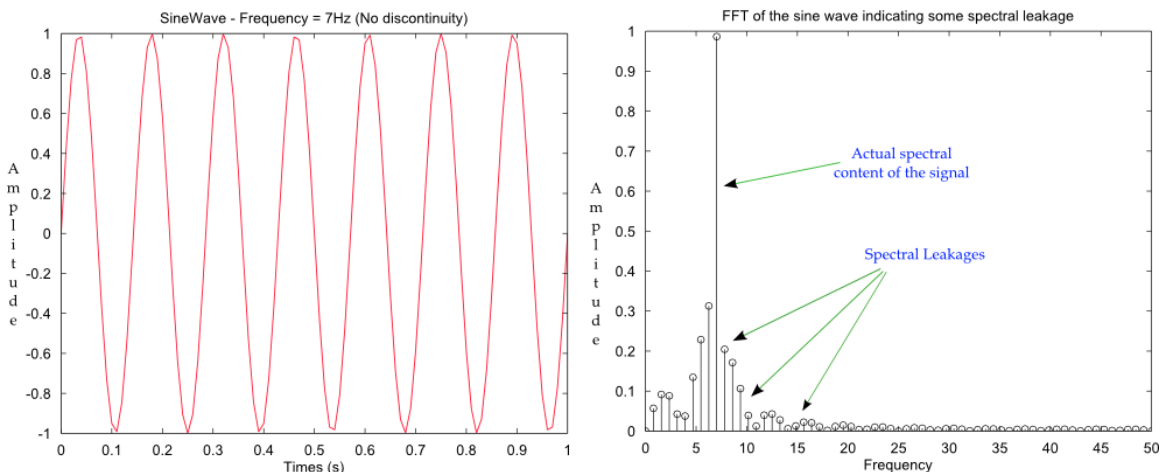 SineWave - Frequency = 7Hz (No discontinuity)
1
0.8
0.6
0.4
0.2
0
-0.2
-0.4
-0.6
-0.8
-1
Amplitude
0 0.1 0.2 0.3 0.4 0.5 0.6 0.7 0.8 0.9 1
Times (s)
FFT of the sine wave indicating some spectral leakage
1
0.9
0.8
0.7
0.6
0.5
0.4
0.3
0.2
0.1
0
Amplitude
Actual spectral
content of the signal
Spectral Leakages
0 5 10 15 20 25 30 35 40 45 50
Frequency